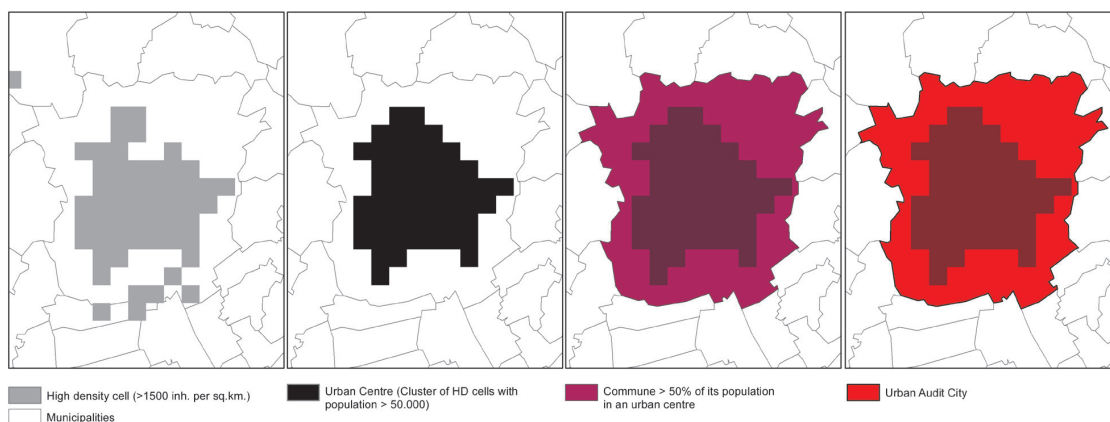 High density cell (>1500 inh. per sq.km.)
Municipalities
Urban Centre (Cluster of HD cells with
population > 50.000)
Commune > 50% of its population
in an urban centre
Urban Audit City